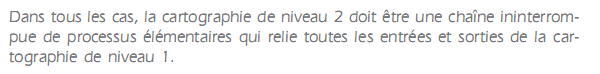 Dans tous les cas, la cartographie de niveau 2 doit être une chaîne ininterrom-
pue de processus élémentaires qui relie toutes les entrées et sorties de la car-
tographie de niveau 1.